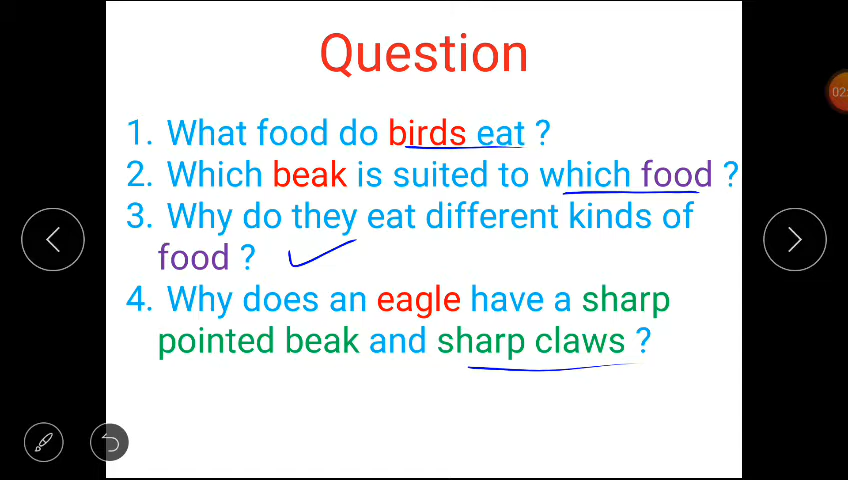 Question
1. What food do birds eat ?
2. Which beak is suited to which food ?
3. Why do they eat different kinds of
food ?
4. Why does an eagle have a sharp
pointed beak and sharp claws ?